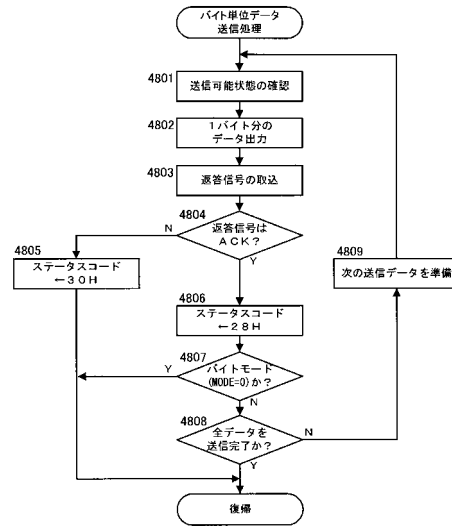 バイト単位データ
送信処理
4801
送信可能状態の確認
4802
1バイト分の
データ出力
4803
返答信号の取込
4804
返答信号は
ACK？
N
Y
4805
ステータスコード
←30H
4809
次の送信データを準備
4806
ステータスコード
←28H
4807
バイトモード
(MODE=0)か？
Y
N
4808
全データを
送信完了か？
N
Y
復帰